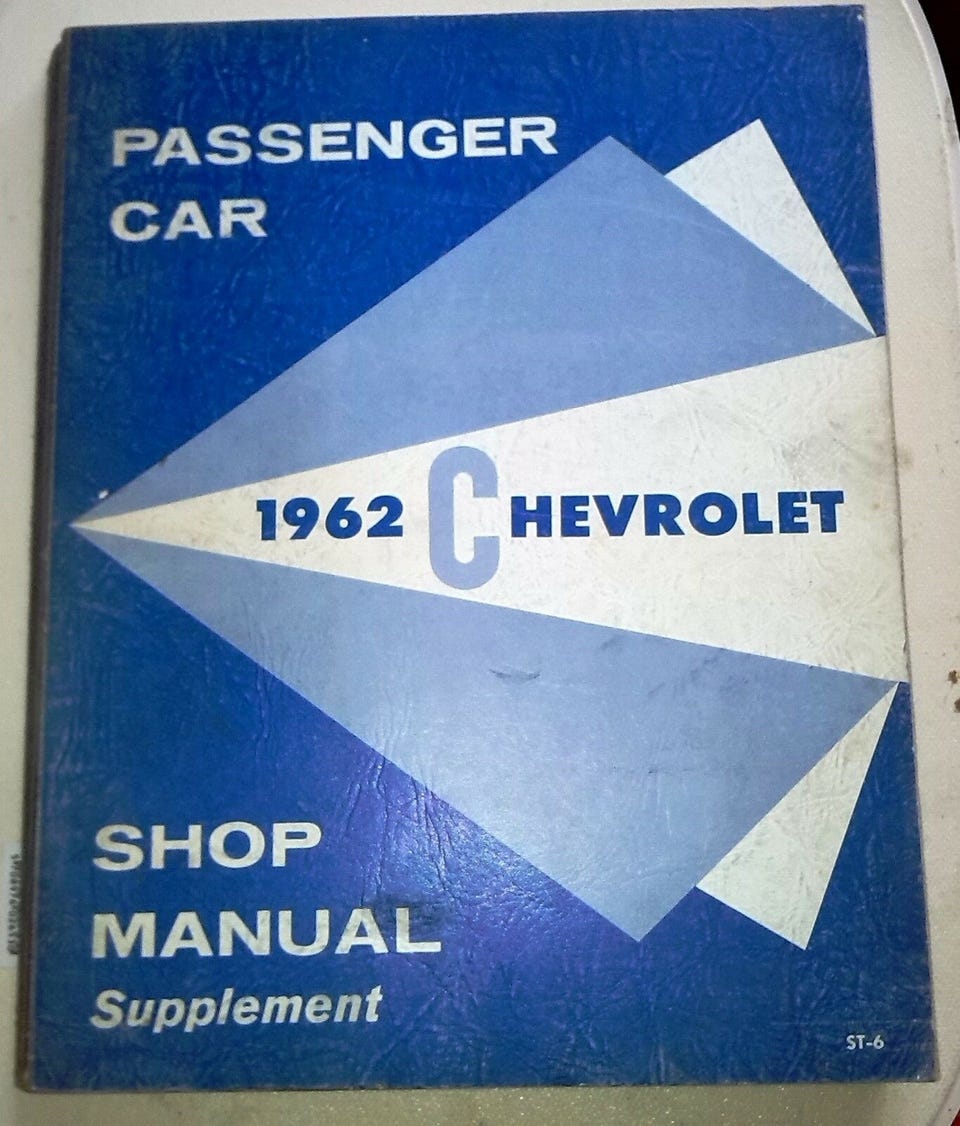 PASSENGER
CAR
1962 CHEVROLET
SHOP
MANUAL
Supplement
ST-6